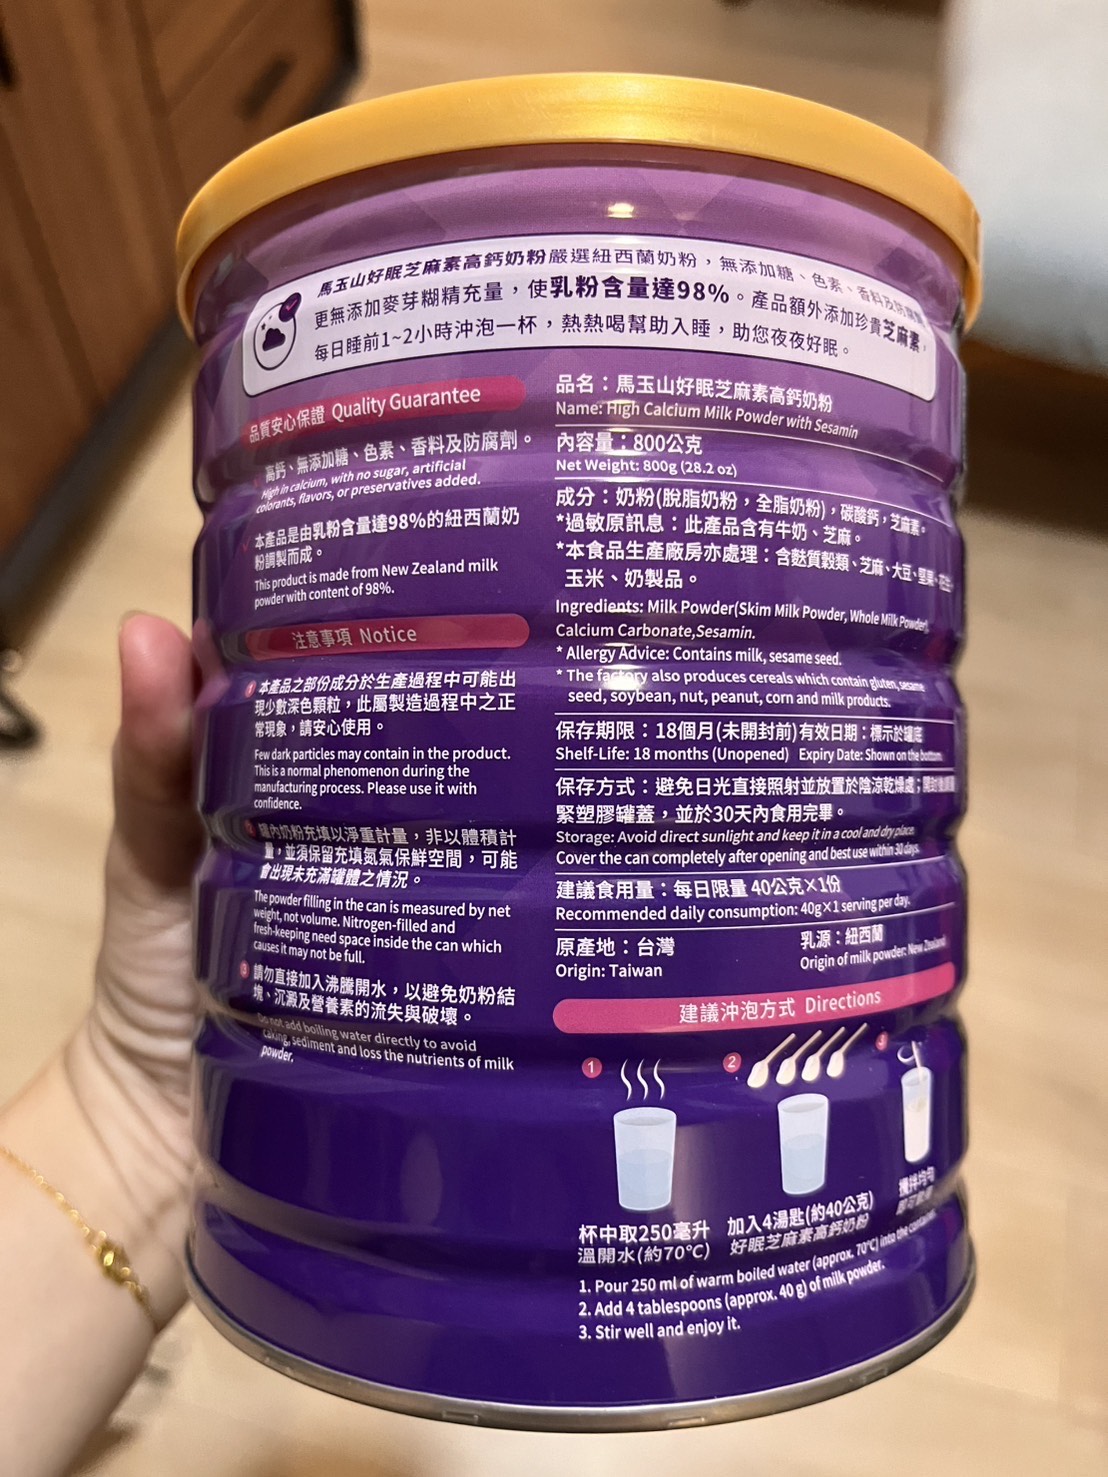 馬玉山好眠芝麻素高鈣奶粉嚴選紐西蘭奶粉，無添加糖、色素、香料及防腐劑，
更無添加麥芽糊精充量，使乳粉含量達98%。產品額外添加珍貴芝麻素，
每日睡前1~2小時沖泡一杯，熱熱喝幫助入睡，助您夜夜好眠。
品質安心保證 Quality Guarantee
高鈣、無添加糖、色素、香料及防腐劑。
High in calcium, with no sugar, artificial
colorants, flavors, or preservatives added.
本產品是由乳粉含量達98%的紐西蘭奶
粉調製而成。
This product is made from New Zealand milk
powder with content of 98%.
注意事項 Notice
1 本產品之部份成分於生產過程中可能出
現少數深色顆粒，此屬製造過程中之正
常現象，請安心使用。
Few dark particles may contain in the product.
This is a normal phenomenon during the
manufacturing process. Please use it with
confidence.
2 罐內奶粉充填以淨重計量，非以體積計
量，並須保留充填氮氣保鮮空間，可能
會出現未充滿罐體之情況。
The powder filling in the can is measured by net
weight, not volume. Nitrogen-filled and
fresh-keeping need space inside the can which
causes it may not be full.
3 請勿直接加入沸騰開水，以避免奶粉結
塊、沉澱及營養素的流失與破壞。
Do not add boiling water directly to avoid
caking, sediment and loss the nutrients of milk
powder.
品名：馬玉山好眠芝麻素高鈣奶粉
Name: High Calcium Milk Powder with Sesamin
內容量：800公克
Net Weight: 800g (28.2 oz)
成分：奶粉(脫脂奶粉，全脂奶粉)，碳酸鈣，芝麻素。
*過敏原訊息：此產品含有牛奶、芝麻。
*本食品生產廠房亦處理：含麩質穀類、芝麻、大豆、堅果、花生、
玉米、奶製品。
Ingredients: Milk Powder(Skim Milk Powder, Whole Milk Powder),
Calcium Carbonate,Sesamin.
* Allergy Advice: Contains milk, sesame seed.
* The factory also produces cereals which contain gluten, sesame
seed, soybean, nut, peanut, corn and milk products.
保存期限：18個月(未開封前)有效日期：標示於罐底
Shelf-Life: 18 months (Unopened) Expiry Date: Shown on the bottom
保存方式：避免日光直接照射並放置於陰涼乾燥處；開封後請蓋
緊塑膠罐蓋，並於30天內食用完畢。
Storage: Avoid direct sunlight and keep it in a cool and dry place.
Cover the can completely after opening and best use within 30 days.
建議食用量：每日限量 40公克×1份
Recommended daily consumption: 40g×1 serving per day.
原產地：台灣 乳源：紐西蘭
Origin: Taiwan Origin of milk powder: New Zealand
建議沖泡方式 Directions
1 2 3
杯中取250毫升
溫開水(約70℃)
加入4湯匙(約40公克)
好眠芝麻素高鈣奶粉
攪拌均勻
即可飲用
1. Pour 250 ml of warm boiled water (approx. 70℃) into the container.
2. Add 4 tablespoons (approx. 40 g) of milk powder.
3. Stir well and enjoy it.